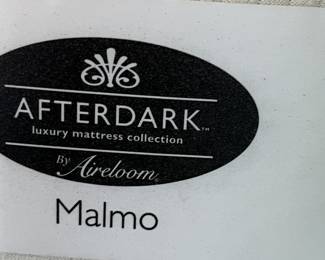 AFTERDARK™
luxury mattress collection
By Aireloom®
Malmo